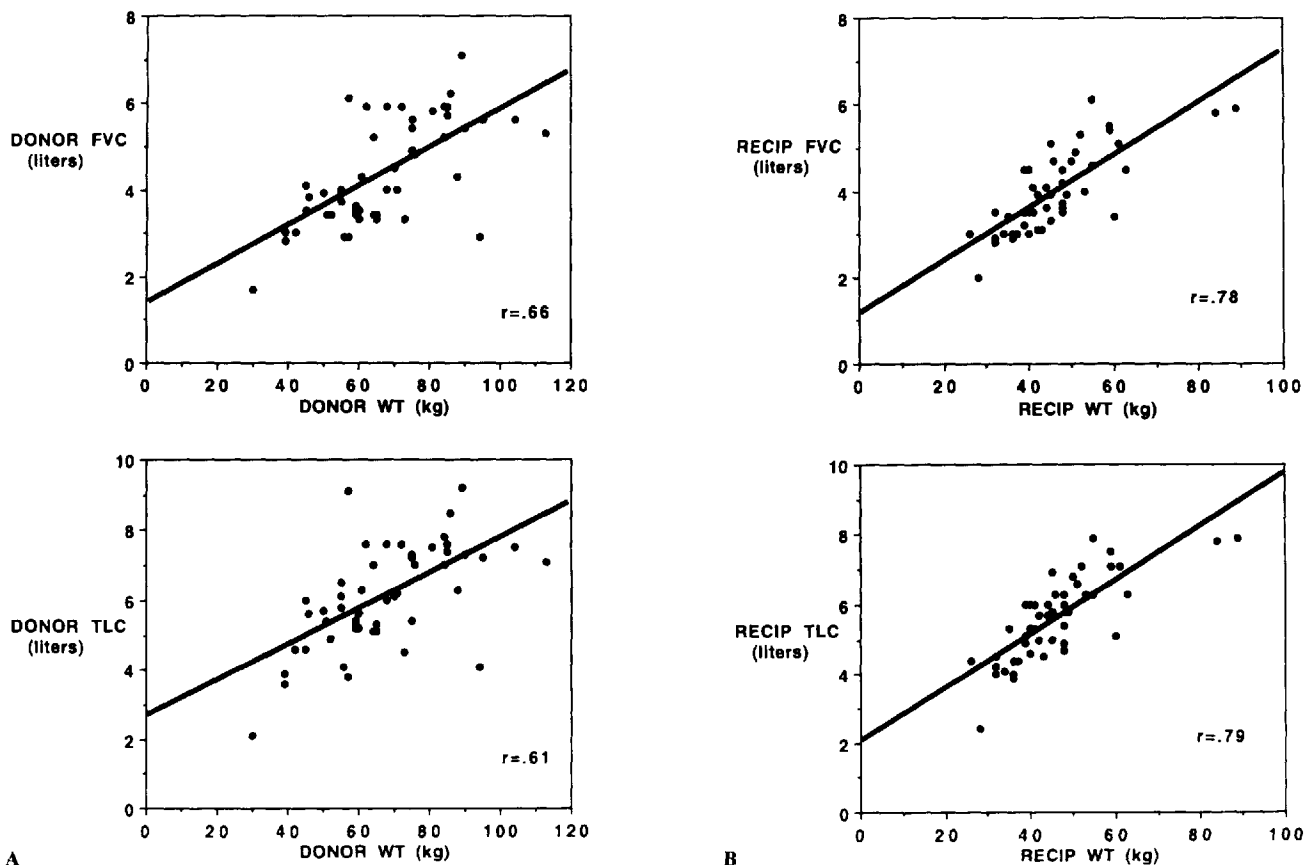 8
6
4
2
0
DONOR FVC
(liters)
r=.66
0 20 40 60 80 100 120
DONOR WT (kg)
8
6
4
2
0
RECIP FVC
(liters)
r=.78
0 20 40 60 80 100
RECIP WT (kg)
10
8
6
4
2
0
DONOR TLC
(liters)
r=.61
0 20 40 60 80 100 120
DONOR WT (kg)
A
10
8
6
4
2
0
RECIP TLC
(liters)
r=.79
0 20 40 60 80 100
RECIP WT (kg)
B